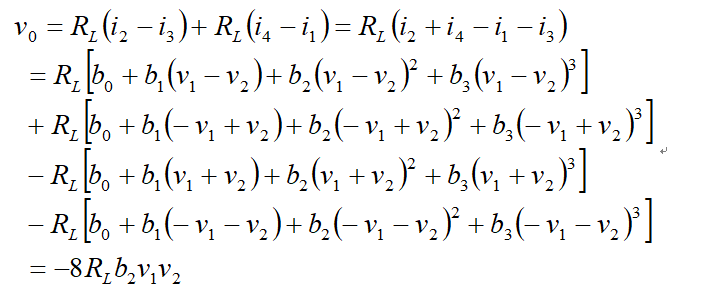 v₀ = R_L(i₂ − i₃) + R_L(i₄ − i₁) = R_L(i₂ + i₄ − i₁ − i₃)
= R_L[b₀ + b₁(v₁ − v₂) + b₂(v₁ − v₂)² + b₃(v₁ − v₂)³]
+ R_L[b₀ + b₁(− v₁ + v₂) + b₂(− v₁ + v₂)² + b₃(− v₁ + v₂)³]
− R_L[b₀ + b₁(v₁ + v₂) + b₂(v₁ + v₂)² + b₃(v₁ + v₂)³]
− R_L[b₀ + b₁(− v₁ − v₂) + b₂(− v₁ − v₂)² + b₃(− v₁ − v₂)³]
= −8R_Lb₂v₁v₂